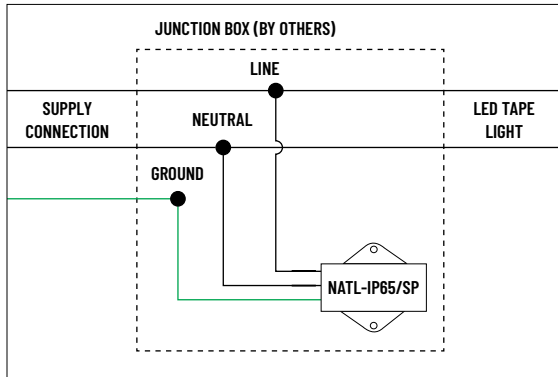 JUNCTION BOX (BY OTHERS)
LINE
SUPPLY
CONNECTION
NEUTRAL
LED TAPE
LIGHT
GROUND
NATL-IP65/SP